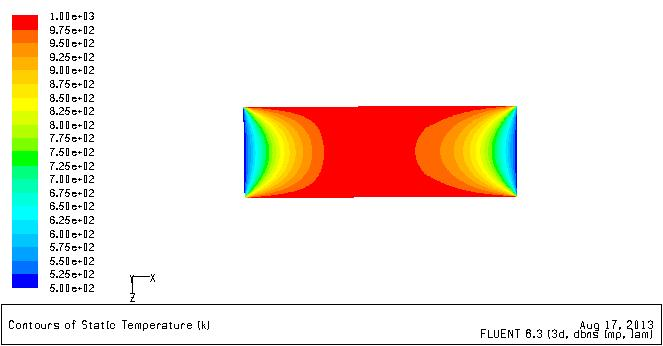 1.00e+03
9.75e+02
9.50e+02
9.25e+02
9.00e+02
8.75e+02
8.50e+02
8.25e+02
8.00e+02
7.75e+02
7.50e+02
7.25e+02
7.00e+02
6.75e+02
6.50e+02
6.25e+02
6.00e+02
5.75e+02
5.50e+02
5.25e+02
5.00e+02
Y X
Z
Contours of Static Temperature (k)
Aug 17, 2013
FLUENT 6.3 (3d, dbns imp, lam)